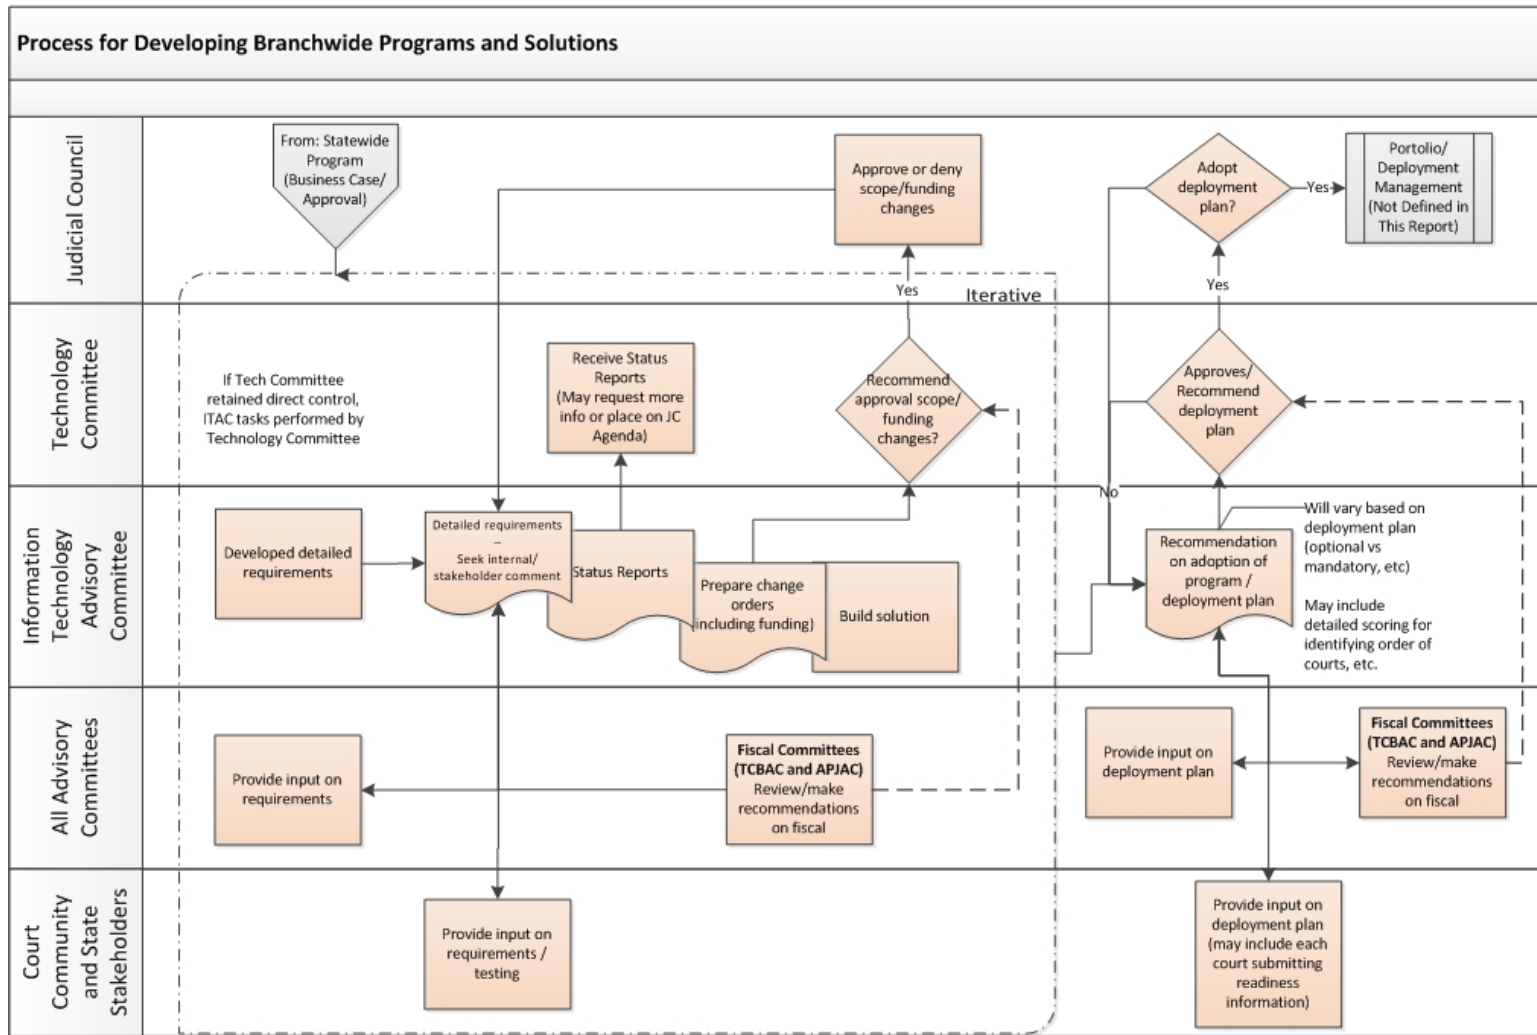 Process for Developing Branchwide Programs and Solutions
Judicial Council
From: Statewide
Program
(Business Case/
Approval)
Approve or deny
scope/funding
changes
Adopt
deployment
plan?
Yes
Portolio/
Deployment
Management
(Not Defined in
This Report)
Yes
Iterative
Yes
Technology
Committee
If Tech Committee
retained direct control,
ITAC tasks performed by
Technology Committee
Receive Status
Reports
(May request more
info or place on JC
Agenda)
Recommend
approval scope/
funding
changes?
Approves/
Recommend
deployment
plan
No
Information
Technology
Advisory
Committee
Developed detailed
requirements
Detailed requirements
–
Seek internal/
stakeholder comment
Status Reports
Prepare change
orders
(including funding)
Build solution
Recommendation
on adoption of
program /
deployment plan
Will vary based on
deployment plan
(optional vs
mandatory, etc)
May include
detailed scoring for
identifying order of
courts, etc.
All Advisory
Committees
Provide input on
requirements
Fiscal Committees
(TCBAC and APJAC)
Review/make
recommendations
on fiscal
Provide input on
deployment plan
Fiscal Committees
(TCBAC and APJAC)
Review/make
recommendations
on fiscal
Court
Community
and State
Stakeholders
Provide input on
requirements /
testing
Provide input on
deployment plan
(may include each
court submitting
readiness
information)